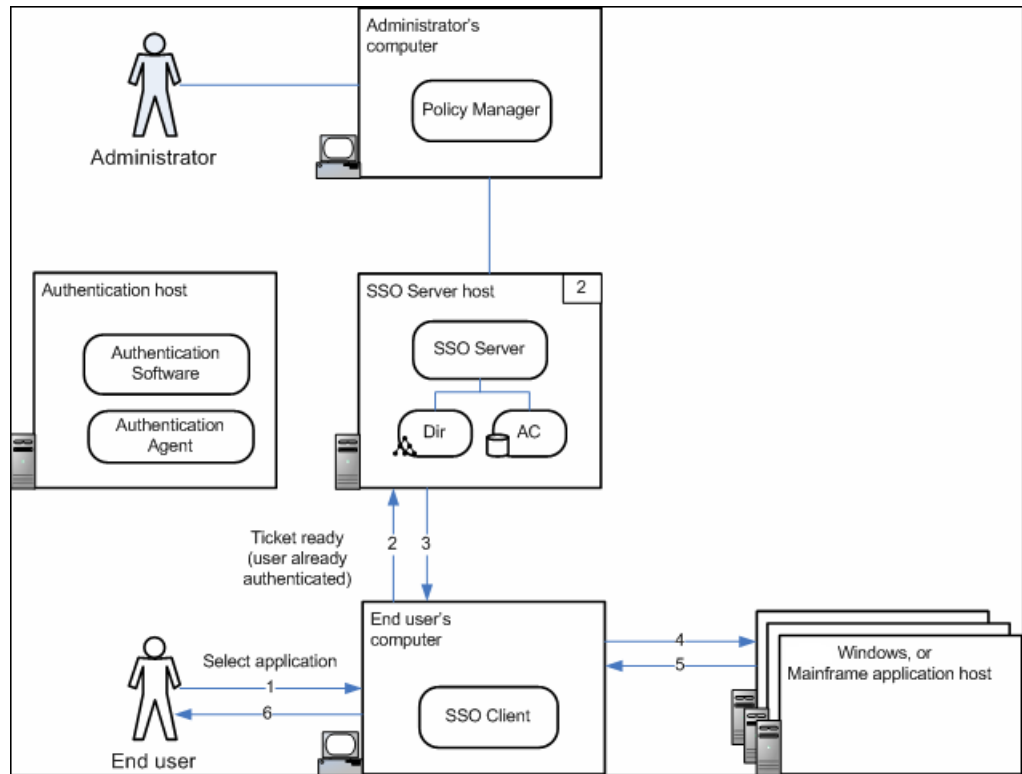 Administrator's
computer
Policy Manager
Administrator
Authentication host
Authentication
Software
Authentication
Agent
SSO Server host
2
SSO Server
Dir
AC
Ticket ready
(user already
authenticated)
2
3
End user's
computer
SSO Client
Select application
1
6
End user
4
5
Windows, or
Mainframe application host